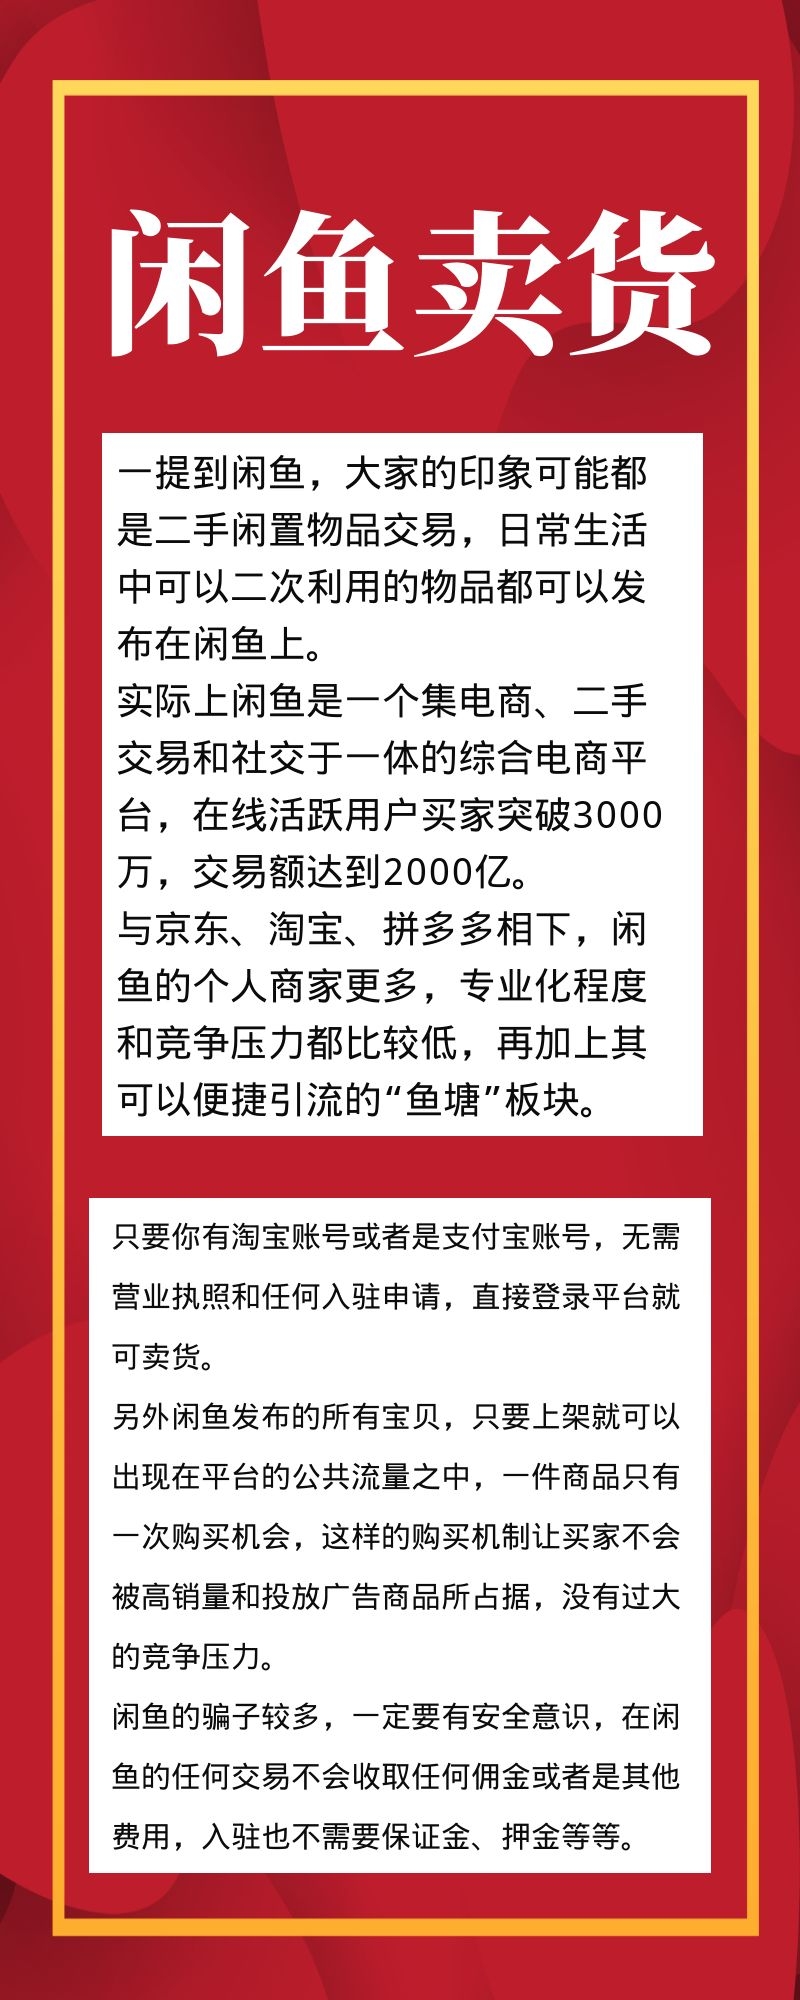 闲鱼卖货
一提到闲鱼，大家的印象可能都
是二手闲置物品交易，日常生活
中可以二次利用的物品都可以发
布在闲鱼上。
实际上闲鱼是一个集电商、二手
交易和社交于一体的综合电商平
台，在线活跃用户买家突破3000
万，交易额达到2000亿。
与京东、淘宝、拼多多相下，闲
鱼的个人商家更多，专业化程度
和竞争压力都比较低，再加上其
可以便捷引流的“鱼塘”板块。
只要你有淘宝账号或者是支付宝账号，无需
营业执照和任何入驻申请，直接登录平台就
可卖货。
另外闲鱼发布的所有宝贝，只要上架就可以
出现在平台的公共流量之中，一件商品只有
一次购买机会，这样的购买机制让买家不会
被高销量和投放广告商品所占据，没有过大
的竞争压力。
闲鱼的骗子较多，一定要有安全意识，在闲
鱼的任何交易不会收取任何佣金或者是其他
费用，入驻也不需要保证金、押金等等。